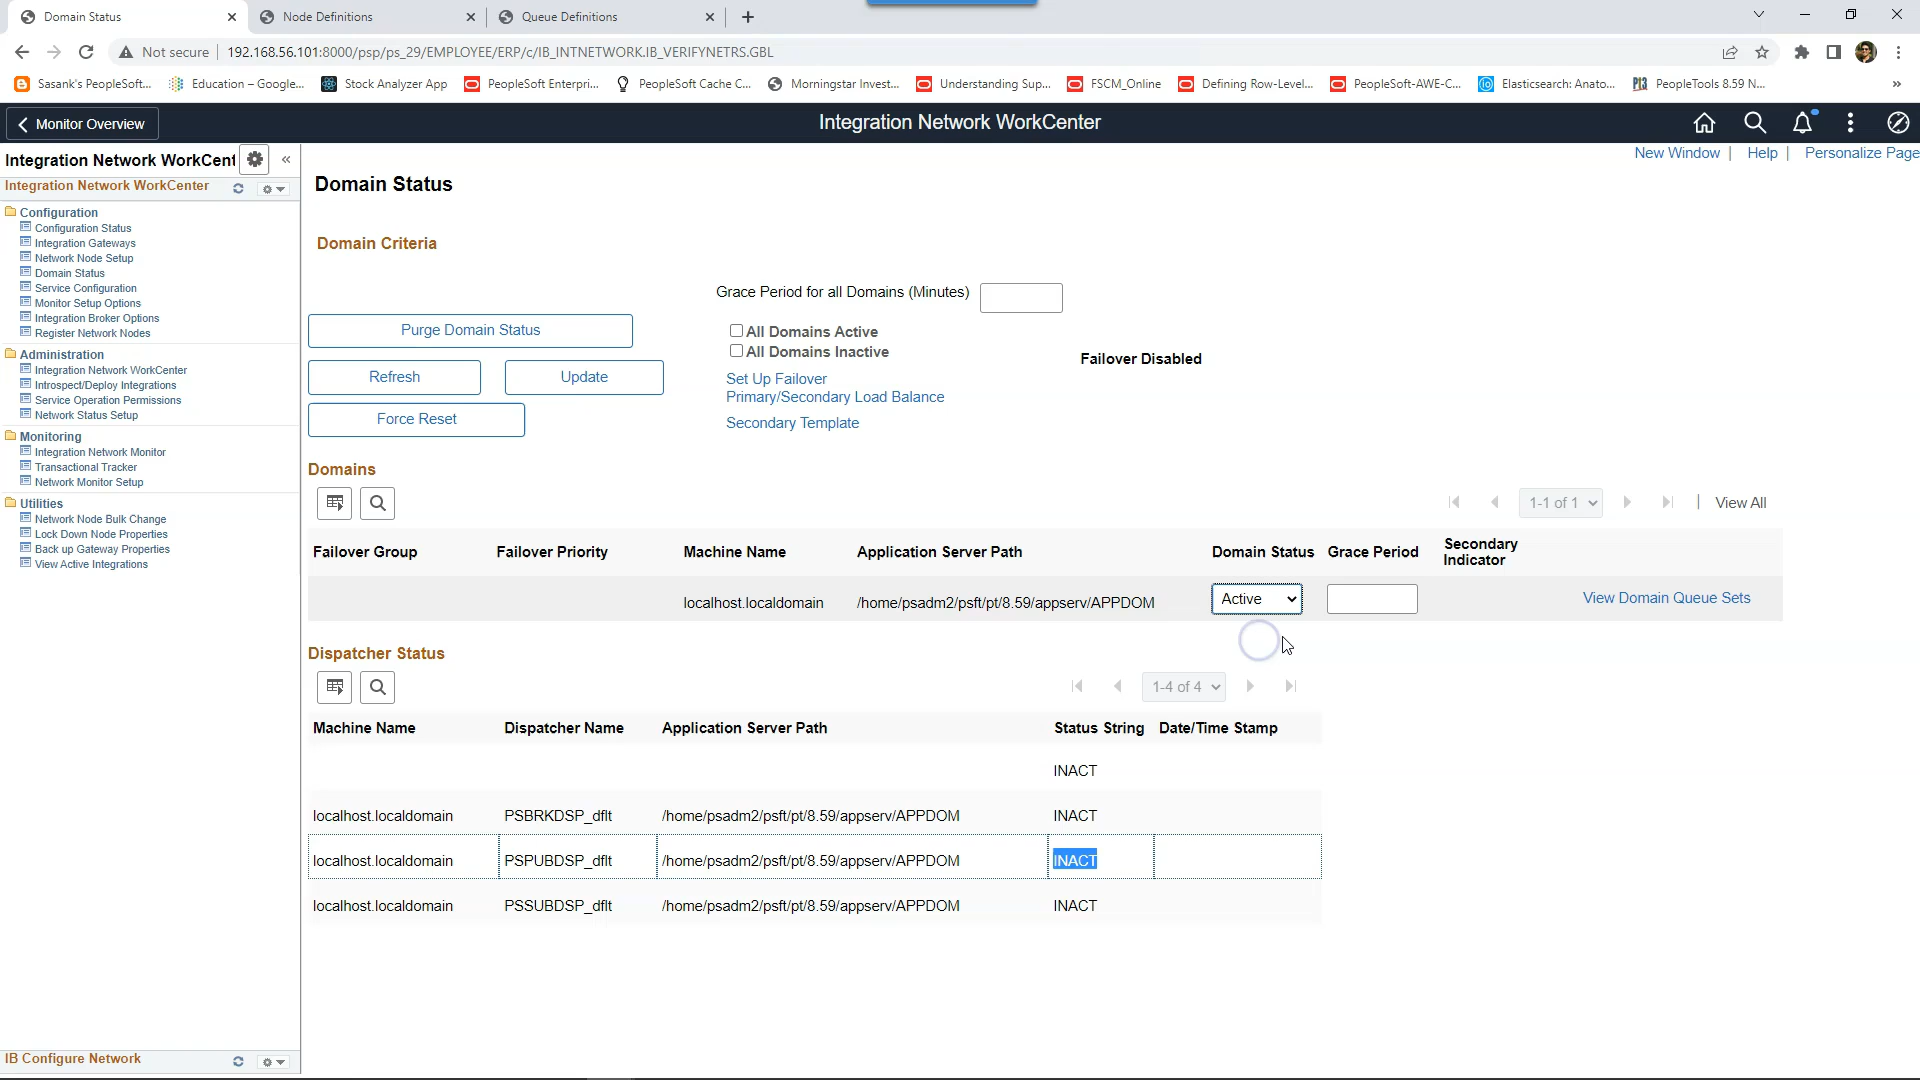 Domain Status
Node Definitions
Queue Definitions
Not secure
192.168.56.101:8000/psp/ps_29/EMPLOYEE/ERP/c/IB_INTNETWORK.IB_VERIFYNETRS.GBL
Sasank's PeopleSoft...
Education – Google...
Stock Analyzer App
PeopleSoft Enterpri...
PeopleSoft Cache C...
Morningstar Invest...
Understanding Sup...
FSCM_Online
Defining Row-Level...
PeopleSoft-AWE-C...
Elasticsearch: Anato...
PeopleTools 8.59 N...
Monitor Overview
Integration Network WorkCenter
New Window | Help | Personalize Page
Integration Network WorkCent
Integration Network WorkCenter
Configuration
Configuration Status
Integration Gateways
Network Node Setup
Domain Status
Service Configuration
Monitor Setup Options
Integration Broker Options
Register Network Nodes
Administration
Integration Network WorkCenter
Introspect/Deploy Integrations
Service Operation Permissions
Network Status Setup
Monitoring
Integration Network Monitor
Transactional Tracker
Network Monitor Setup
Utilities
Network Node Bulk Change
Lock Down Node Properties
Back up Gateway Properties
View Active Integrations
IB Configure Network
Domain Status
Domain Criteria
Grace Period for all Domains (Minutes)
Purge Domain Status
All Domains Active
All Domains Inactive
Failover Disabled
Refresh
Update
Set Up Failover
Primary/Secondary Load Balance
Force Reset
Secondary Template
Domains
1-1 of 1
| View All
Failover Group
Failover Priority
Machine Name
Application Server Path
Domain Status
Grace Period
Secondary Indicator
localhost.localdomain
/home/psadm2/psft/pt/8.59/appserv/APPDOM
Active
View Domain Queue Sets
Dispatcher Status
1-4 of 4
Machine Name
Dispatcher Name
Application Server Path
Status String
Date/Time Stamp
INACT
localhost.localdomain PSBRKDSP_dflt /home/psadm2/psft/pt/8.59/appserv/APPDOM INACT
localhost.localdomain PSPUBDSP_dflt /home/psadm2/psft/pt/8.59/appserv/APPDOM INACT
localhost.localdomain PSSUBDSP_dflt /home/psadm2/psft/pt/8.59/appserv/APPDOM INACT